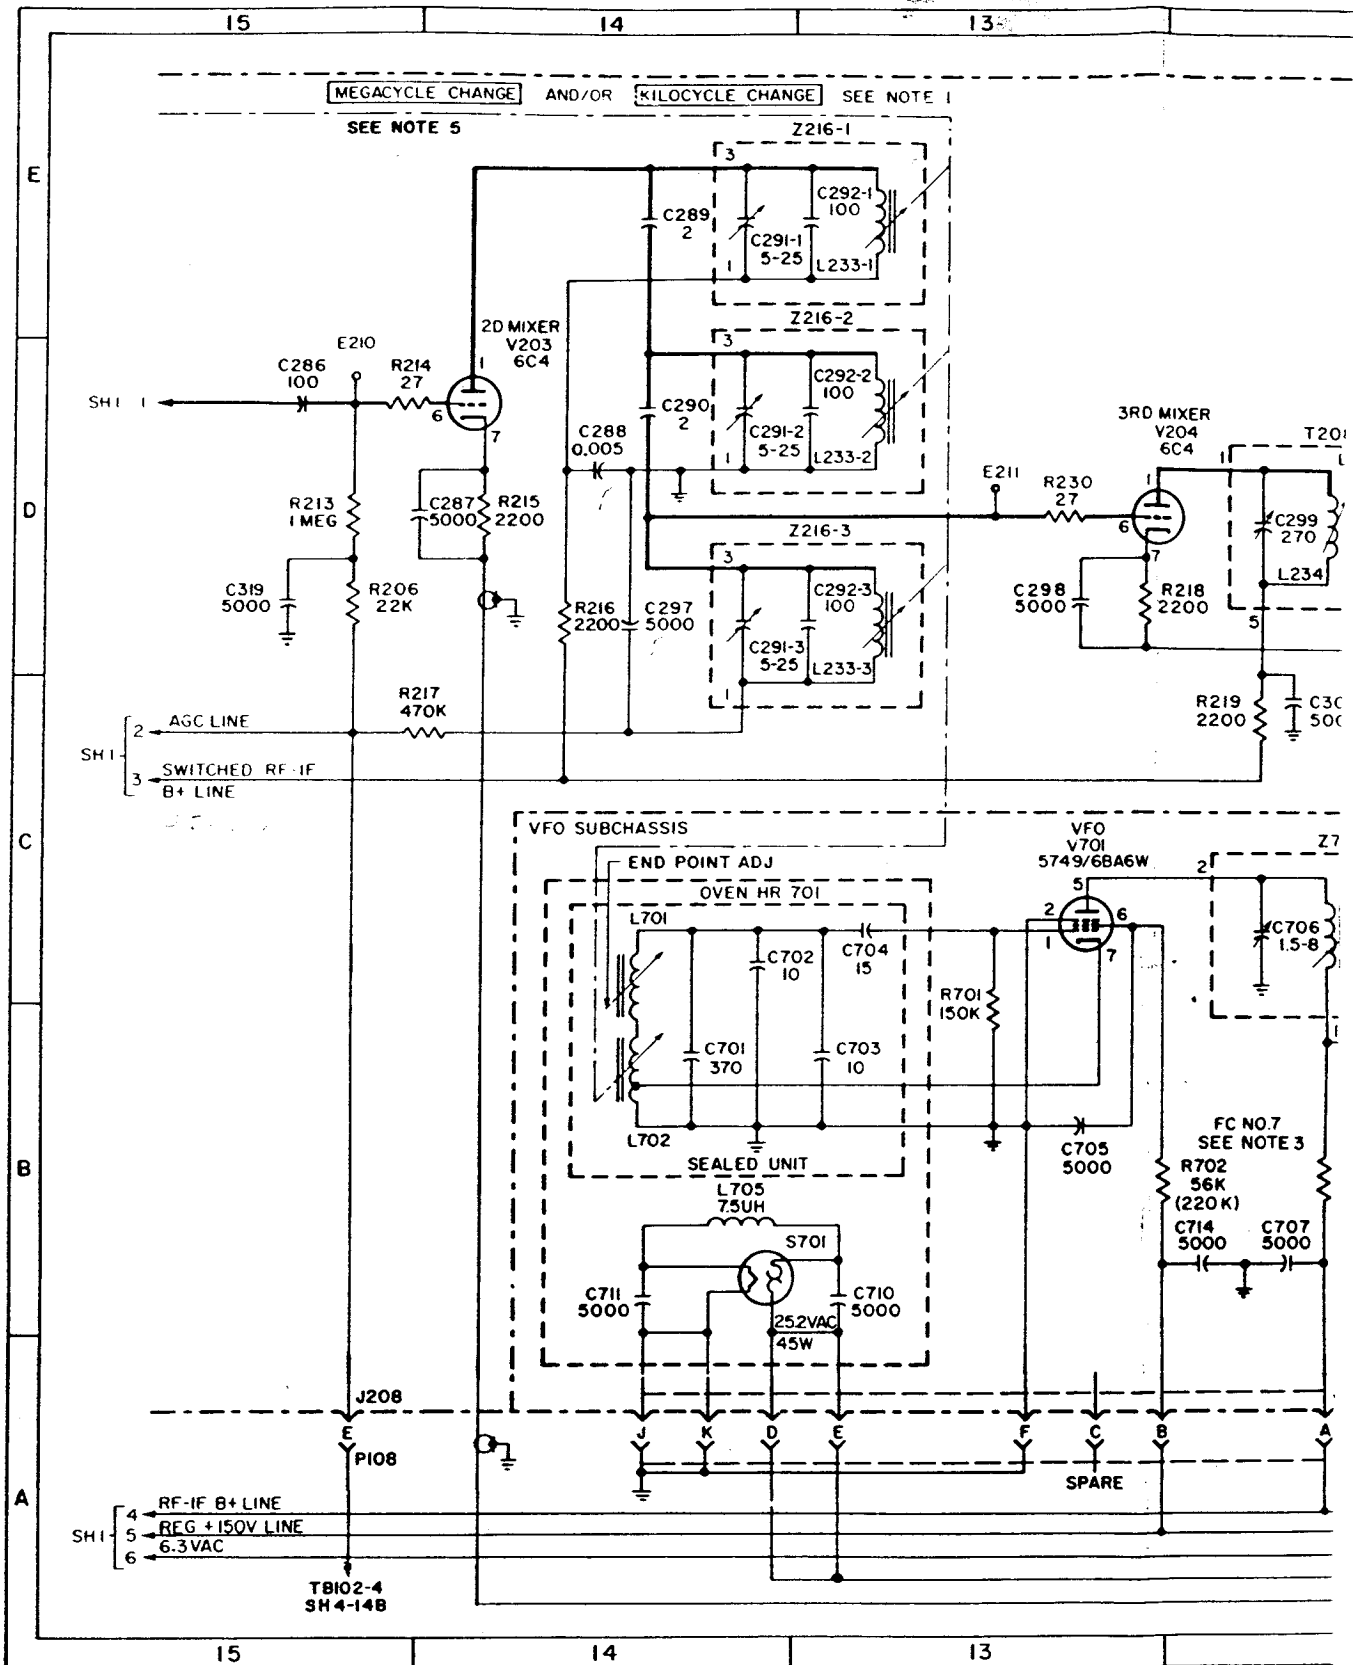 15 14 13
MEGACYCLE CHANGE AND/OR KILOCYCLE CHANGE SEE NOTE 1
SEE NOTE 5
E
Z216-1
3
C289
2
C291-1
5-25
C292-1
100
L233-1
1
2D MIXER
V203
6C4
E210
C286
100
R214
27
SH1 1
6
1
7
Z216-2
3
C290
2
C291-2
5-25
C292-2
100
L233-2
1
C288
0.005
D
R213
1 MEG
C287
5000
R215
2200
C319
5000
R206
22K
Z216-3
3
C291-3
5-25
C292-3
100
L233-3
1
R216
2200
C297
5000
E211
R230
27
3RD MIXER
V204
6C4
1
6
7
C298
5000
R218
2200
T208
1
C299
270
L234
5
R219
2200
C30
500
R217
470K
SH1
2 AGC LINE
3 SWITCHED RF-IF
B+ LINE
C
VFO SUBCHASSIS
END POINT ADJ
OVEN HR 701
L701
C702
10
C704
15
C701
370
C703
10
L702
SEALED UNIT
VFO
V701
5749/6BA6W
5
2
1
6
7
R701
150K
C705
5000
Z7
2
C706
1.5-8
B
FC NO.7
SEE NOTE 3
R702
56K
(220K)
C714
5000
C707
5000
L705
7.5UH
S701
C711
5000
C710
5000
25.2VAC
45W
J208
E
P108
J K D E F C B A
SPARE
A
SH1
4 RF-IF B+ LINE
5 REG +150V LINE
6 6.3VAC
TB102-4
SH4-14B
15 14 13